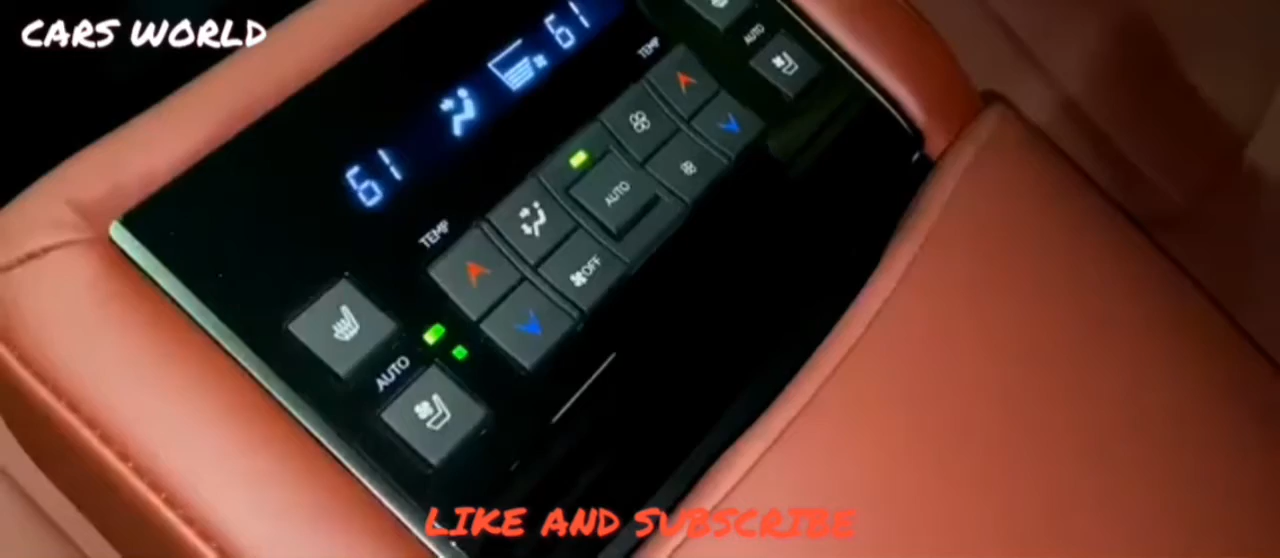 CARS WORLD
61
61
TEMP
AUTO
TEMP
AUTO
OFF
AUTO
LIKE AND SUBSCRIBE